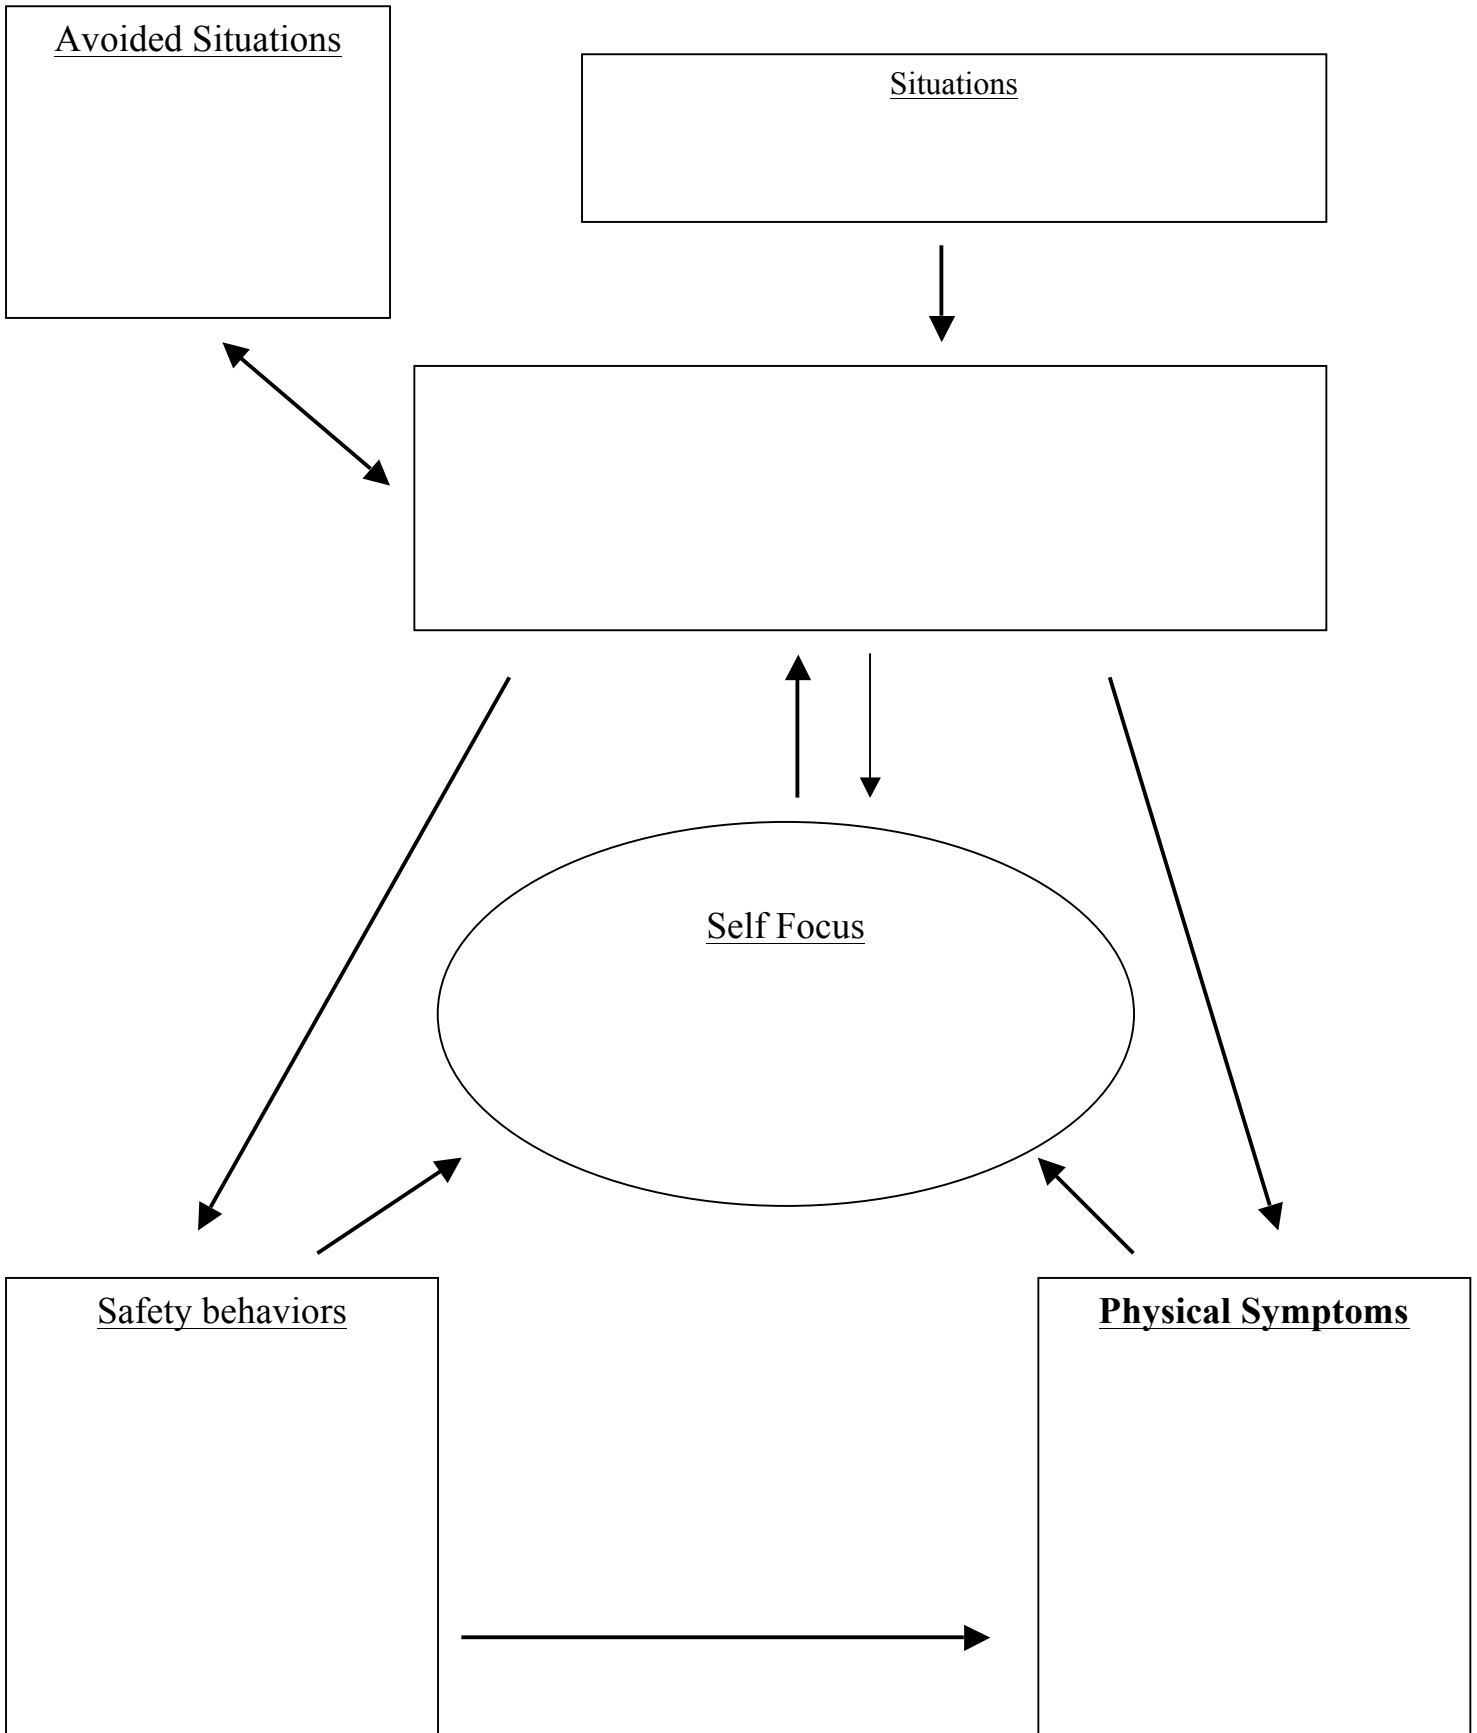 Avoided Situations
Situations
Self Focus
Safety behaviors
Physical Symptoms